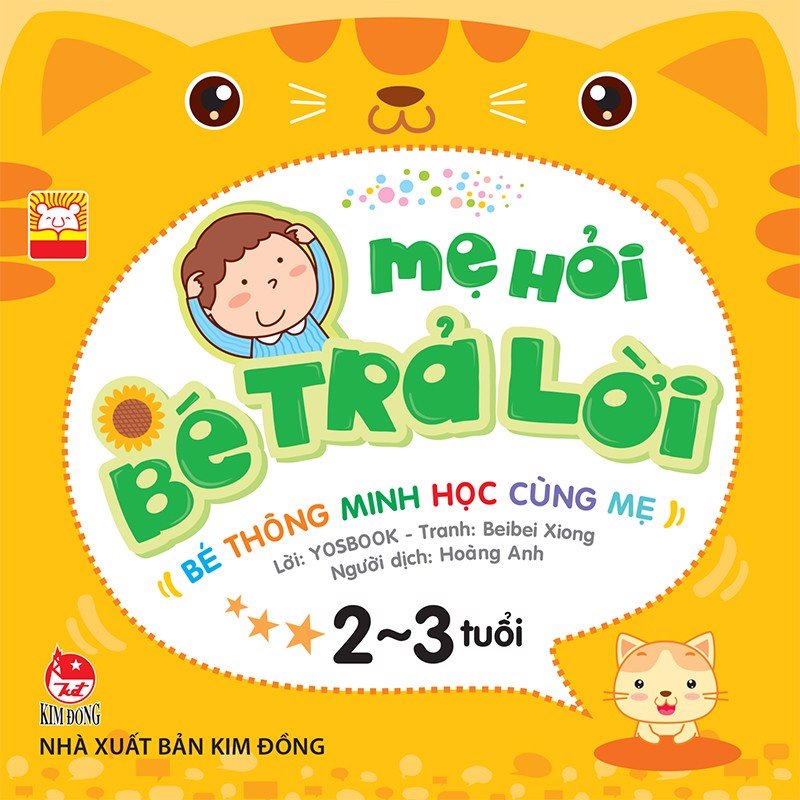 MẸ HỎI
BÉ TRẢ LỜI
BÉ THÔNG MINH HỌC CÙNG MẸ
Lời: YOSBOOK - Tranh: Beibei Xiong
Người dịch: Hoàng Anh
2~3 tuổi
KIM ĐỒNG
NHÀ XUẤT BẢN KIM ĐỒNG